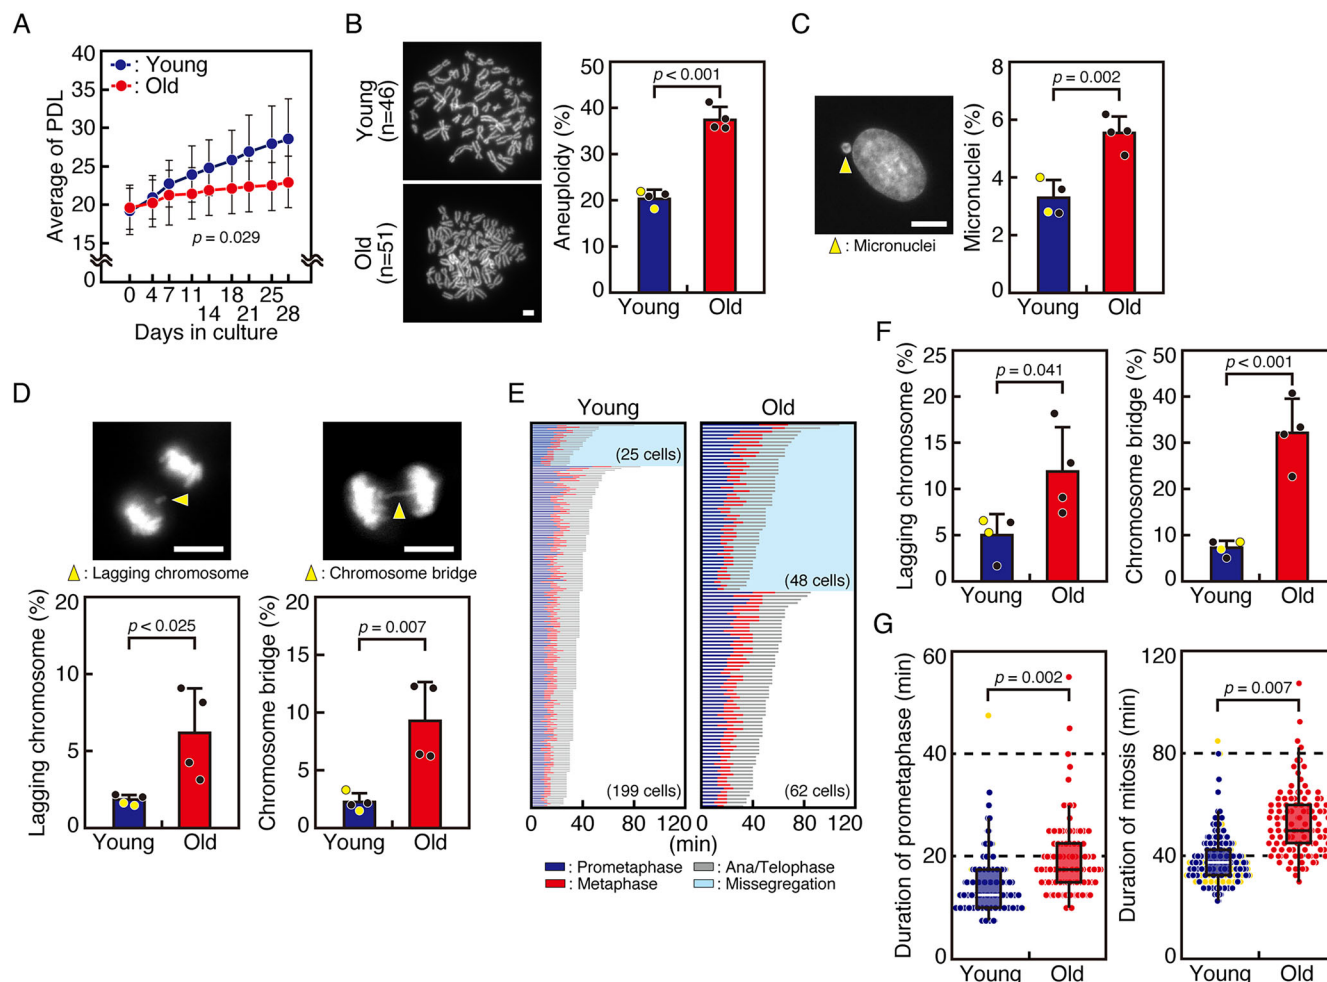 A
40
35
30
25
20
15
0
Average of PDL
: Young
: Old
p = 0.029
0 4 7 11 14 18 21 25 28
Days in culture
B
Young
(n=46)
Old
(n=51)
50
40
30
20
10
0
Aneuploidy (%)
p < 0.001
Young Old
C
: Micronuclei
8
6
4
2
0
Micronuclei (%)
p = 0.002
Young Old
D
: Lagging chromosome
: Chromosome bridge
20
10
5
0
Lagging chromosome (%)
p < 0.025
Young Old
20
15
10
5
0
Chromosome bridge (%)
p = 0.007
Young Old
E
Young
Old
(25 cells)
(199 cells)
(48 cells)
(62 cells)
0 40 80 120
0 40 80 120
(min)
: Prometaphase
: Ana/Telophase
: Metaphase
: Missegregation
F
25
20
15
10
5
0
Lagging chromosome (%)
p = 0.041
Young Old
50
40
30
20
10
0
Chromosome bridge (%)
p < 0.001
Young Old
G
60
40
20
0
Duration of prometaphase (min)
p = 0.002
Young Old
120
80
40
0
Duration of mitosis (min)
p = 0.007
Young Old